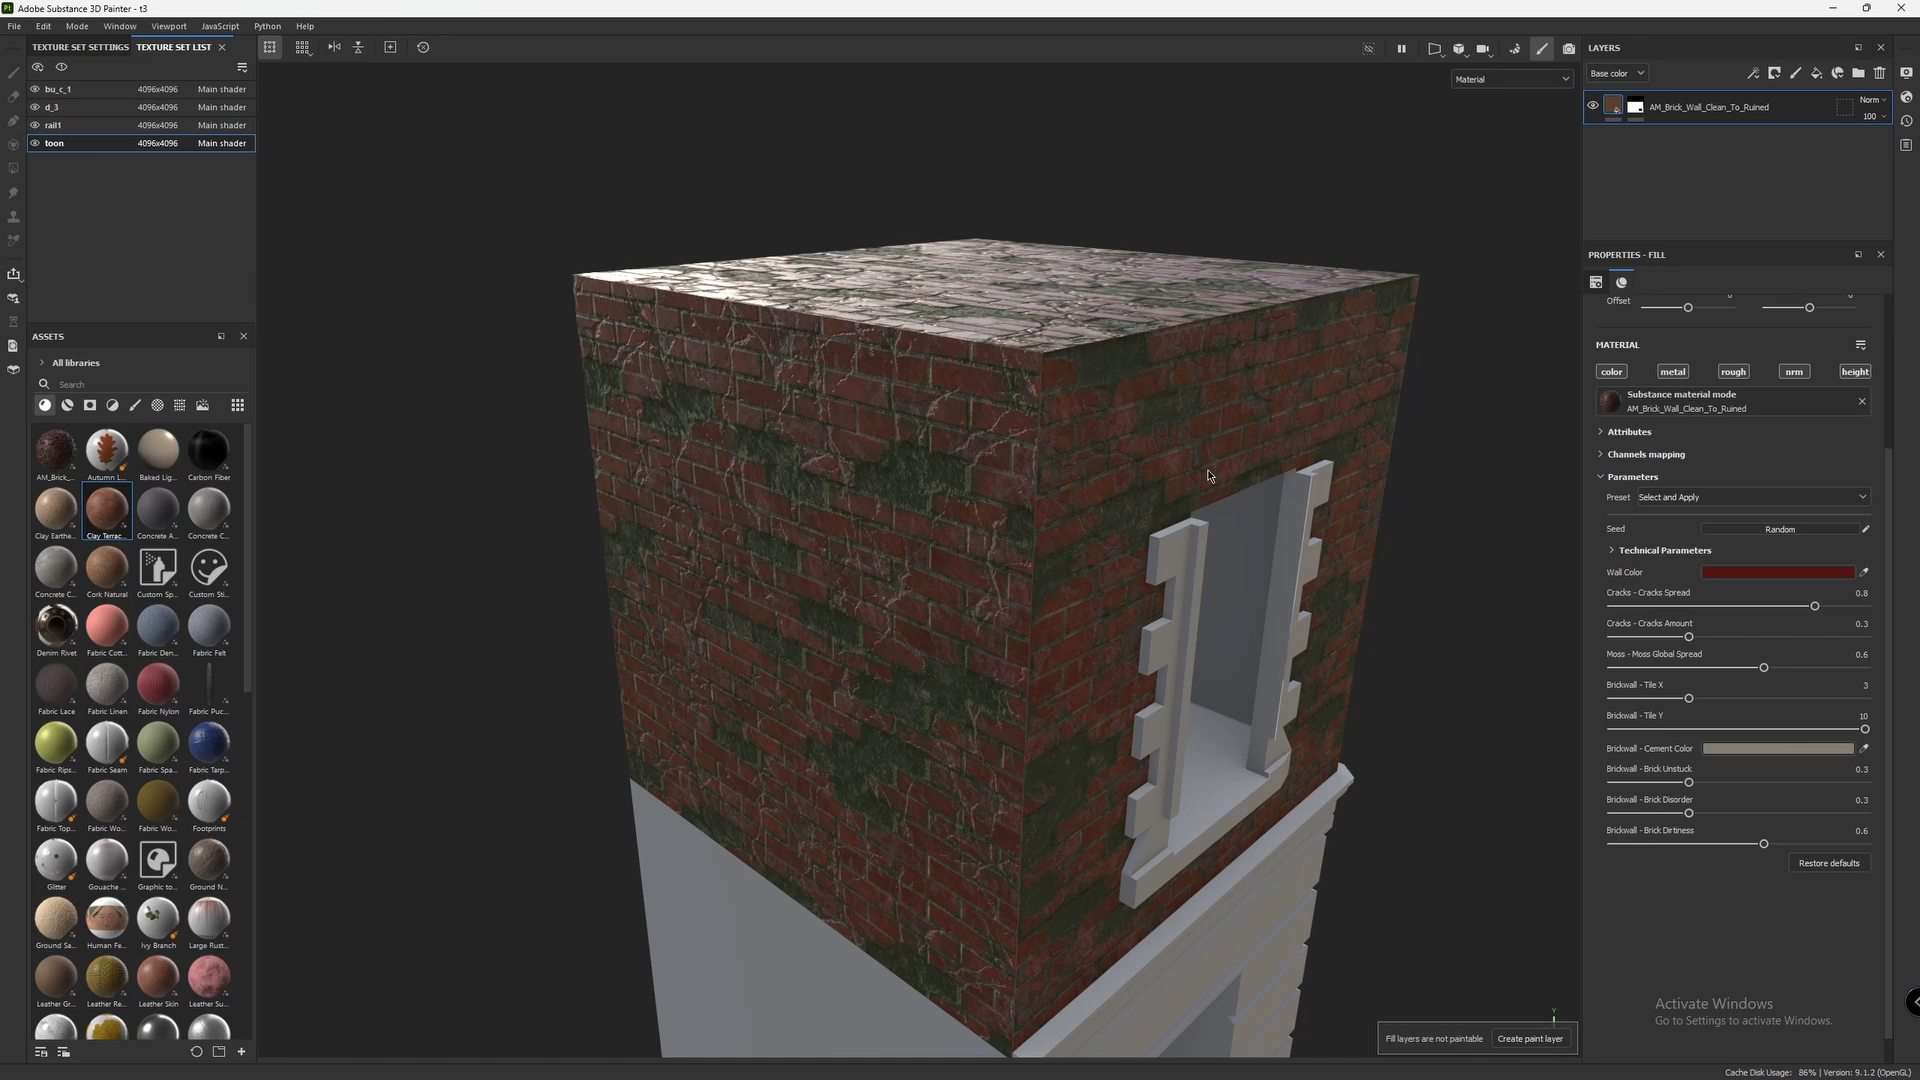 Adobe Substance 3D Painter - t3
File Edit Mode Window Viewport JavaScript Python Help
TEXTURE SET SETTINGS TEXTURE SET LIST
bu_c_1 4096x4096 Main shader
d_3 4096x4096 Main shader
rail1 4096x4096 Main shader
toon 4096x4096 Main shader
ASSETS
All libraries
Search
AM_Brick_... Autumn L... Baked Lig... Carbon Fiber
Clay Earthe... Clay Terrac... Concrete A... Concrete C...
Concrete C... Cork Natural Custom Sp... Custom Sti...
Denim Rivet Fabric Cott... Fabric Den... Fabric Felt
Fabric Lace Fabric Linen Fabric Nylon Fabric Puc...
Fabric Rips... Fabric Seam Fabric Spa... Fabric Tarp...
Fabric Top... Fabric Wo... Fabric Wo... Footprints
Glitter Gouache ... Graphic to... Ground N...
Ground Sa... Human Fe... Ivy Branch Large Rust...
Leather Gr... Leather Re... Leather Skin Leather Su...
Material
Fill layers are not paintable Create paint layer
LAYERS
Base color
AM_Brick_Wall_Clean_To_Ruined Norm
100
PROPERTIES - FILL
Offset
MATERIAL
color metal rough nrm height
Substance material mode
AM_Brick_Wall_Clean_To_Ruined
Attributes
Channels mapping
Parameters
Preset Select and Apply
Seed Random
Technical Parameters
Wall Color
Cracks - Cracks Spread 0.8
Cracks - Cracks Amount 0.3
Moss - Moss Global Spread 0.6
Brickwall - Tile X 3
Brickwall - Tile Y 10
Brickwall - Cement Color
Brickwall - Brick Unstuck 0.3
Brickwall - Brick Disorder 0.3
Brickwall - Brick Dirtiness 0.6
Restore defaults
Activate Windows
Go to Settings to activate Windows.
Cache Disk Usage: 86% | Version: 9.1.2 (OpenGL)